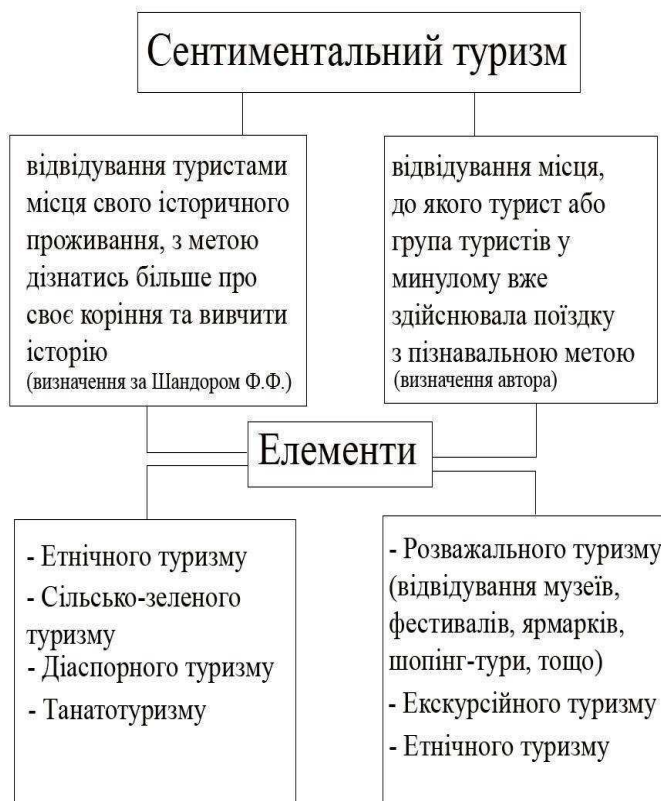 Сентиментальний туризм
відвідування туристами
місця свого історичного
проживання, з метою
дізнатись більше про
своє коріння та вивчити
історію
(визначення за Шандором Ф.Ф.)
відвідування місця,
до якого турист або
група туристів у
минулому вже
здійснювала поїздку
з пізнавальною метою
(визначення автора)
Елементи
- Етнічного туризму
- Сільсько-зеленого
туризму
- Діаспорного туризму
- Танатотуризму
- Розважального туризму
(відвідування музеїв,
фестивалів, ярмарків,
шопінг-тури, тощо)
- Екскурсійного туризму
- Етнічного туризму